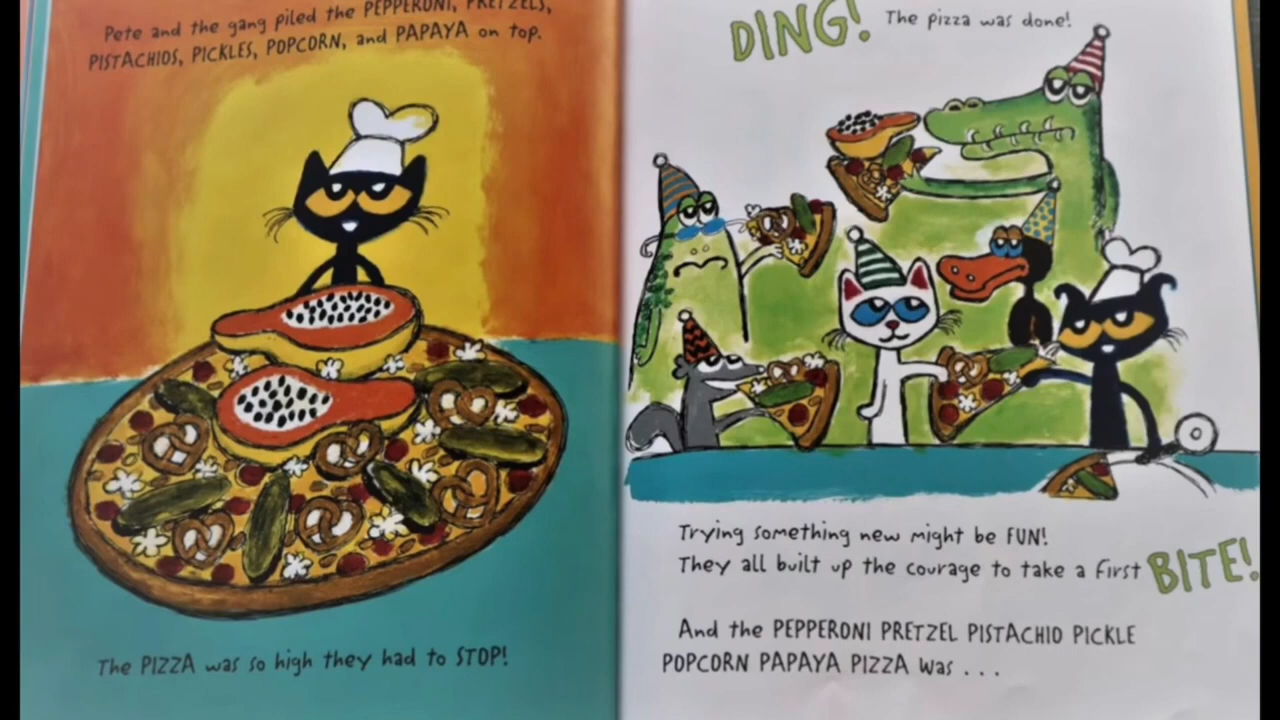 Pete and the gang piled the PEPPERONI, PRETZELS,
PISTACHIOS, PICKLES, POPCORN, and PAPAYA on top.
The PIZZA was so high they had to STOP!
DING! The pizza was done!
Trying something new might be FUN!
They all built up the courage to take a first BITE!
And the PEPPERONI PRETZEL PISTACHIO PICKLE
POPCORN PAPAYA PIZZA was . . .